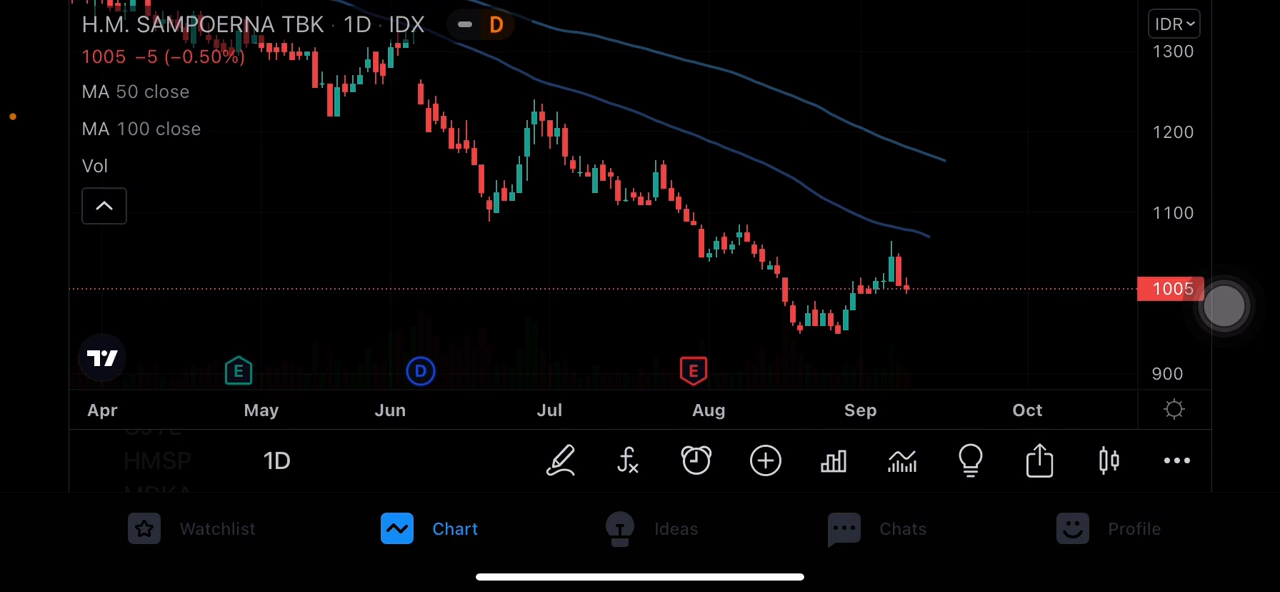 H.M. SAMPOERNA TBK · 1D · IDX
D
IDR
1005 −5 (−0.50%)
1300
MA 50 close
MA 100 close
1200
Vol
1100
1005
E
D
E
900
Apr May Jun Jul Aug Sep Oct
HMSP
1D
Watchlist Chart Ideas Chats Profile